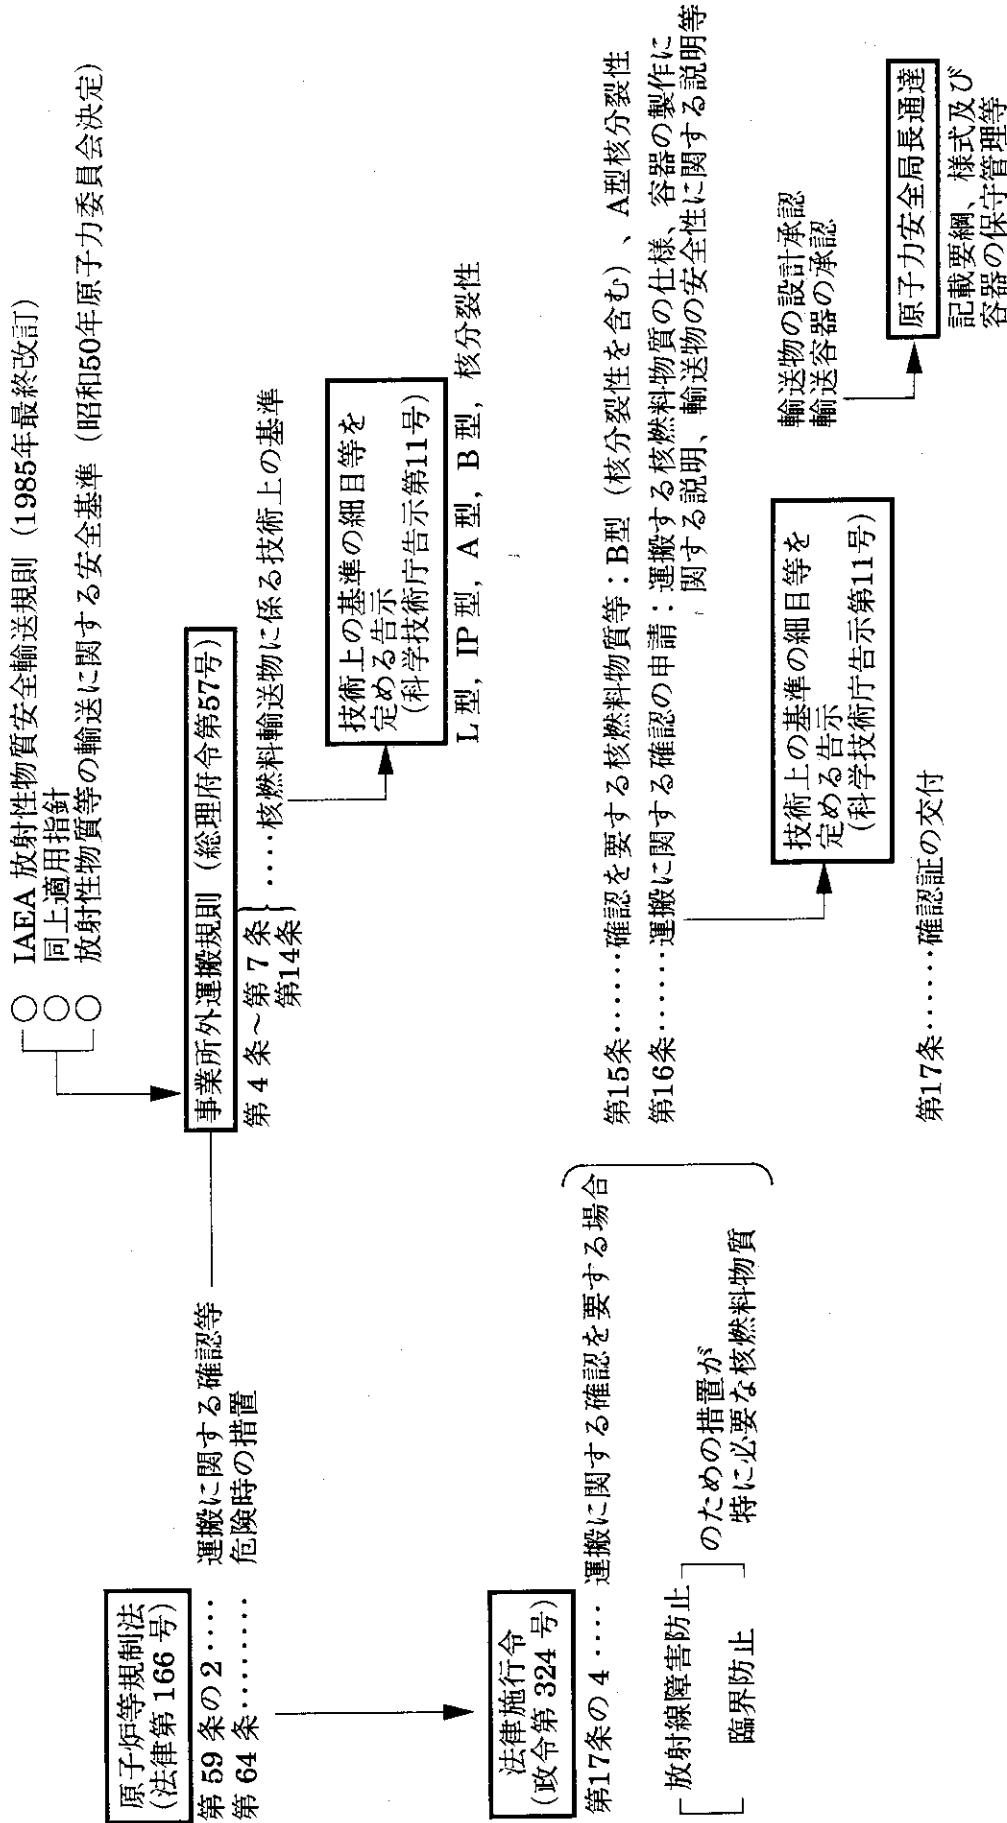 原子炉等規制法
(法律第 166 号)
第 59 条の 2 ････ 運搬に関する確認等
第 64 条 ･････････ 危険時の措置
法律施行令
(政令第 324 号)
第17条の 4 ････ 運搬に関する確認を要する場合
放射線障害防止
臨界防止
のための措置が
特に必要な核燃料物質
○ IAEA 放射性物質安全輸送規則 (1985年最終改訂)
○ 同上適用指針
○ 放射性物質等の輸送に関する安全基準 (昭和50年原子力委員会決定)
事業所外運搬規則 (総理府令第57号)
第 4 条～第 7 条
第14条
･････核燃料輸送物に係る技術上の基準
技術上の基準の細目等を
定める告示
(科学技術庁告示第11号)
L 型, IP 型, A 型, B 型, 核分裂性
第15条･･･････確認を要する核燃料物質等：B型 (核分裂性を含む)、A型核分裂性
第16条･･･････運搬に関する確認の申請：運搬する核燃料物質の仕様、容器の製作に
関する説明、輸送物の安全性に関する説明等
技術上の基準の細目等を
定める告示
(科学技術庁告示第11号)
輸送物の設計承認
輸送容器の承認
原子力安全局長通達
記載要綱、様式及び
容器の保守管理等
第17条･･･････確認証の交付